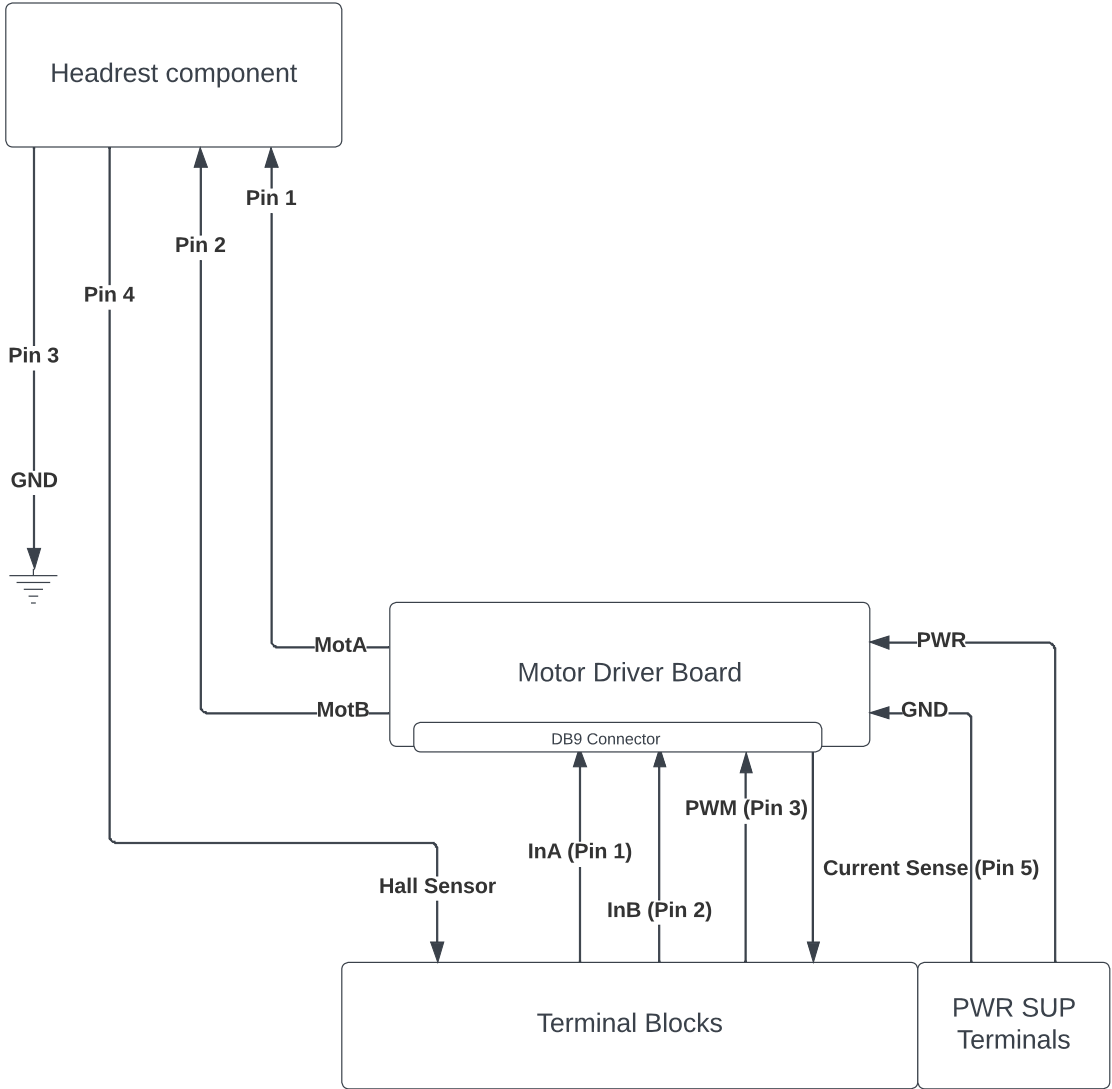 Headrest component
Pin 1
Pin 2
Pin 4
Pin 3
GND
MotA
PWR
Motor Driver Board
MotB
GND
DB9 Connector
PWM (Pin 3)
InA (Pin 1)
Current Sense (Pin 5)
Hall Sensor
InB (Pin 2)
Terminal Blocks
PWR SUP
Terminals